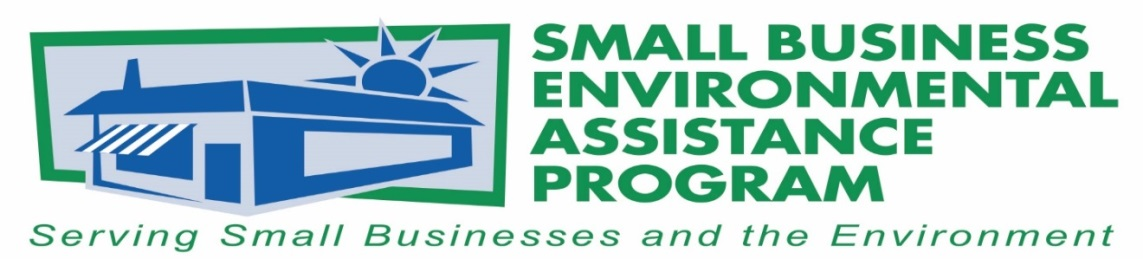 SMALL BUSINESS
ENVIRONMENTAL
ASSISTANCE
PROGRAM
Serving Small Businesses and the Environment